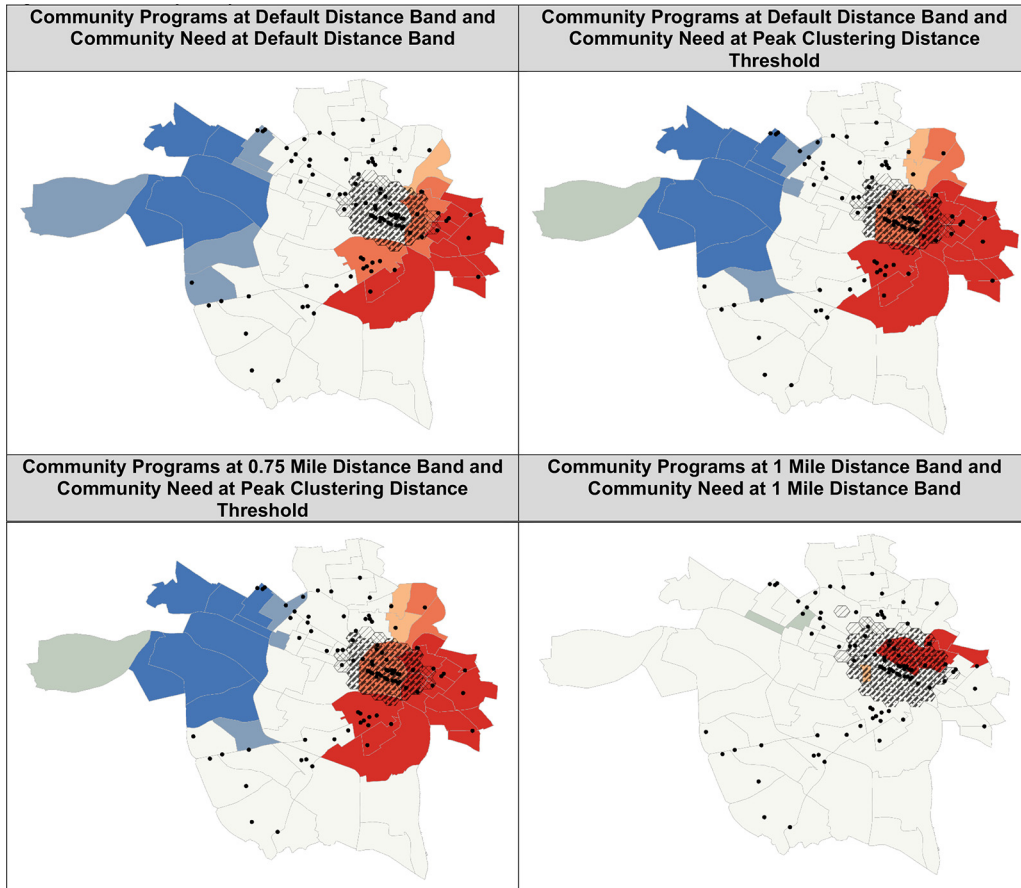 Community Programs at Default Distance Band and
Community Need at Default Distance Band
Community Programs at Default Distance Band and
Community Need at Peak Clustering Distance
Threshold
Community Programs at 0.75 Mile Distance Band and
Community Need at Peak Clustering Distance
Threshold
Community Programs at 1 Mile Distance Band and
Community Need at 1 Mile Distance Band